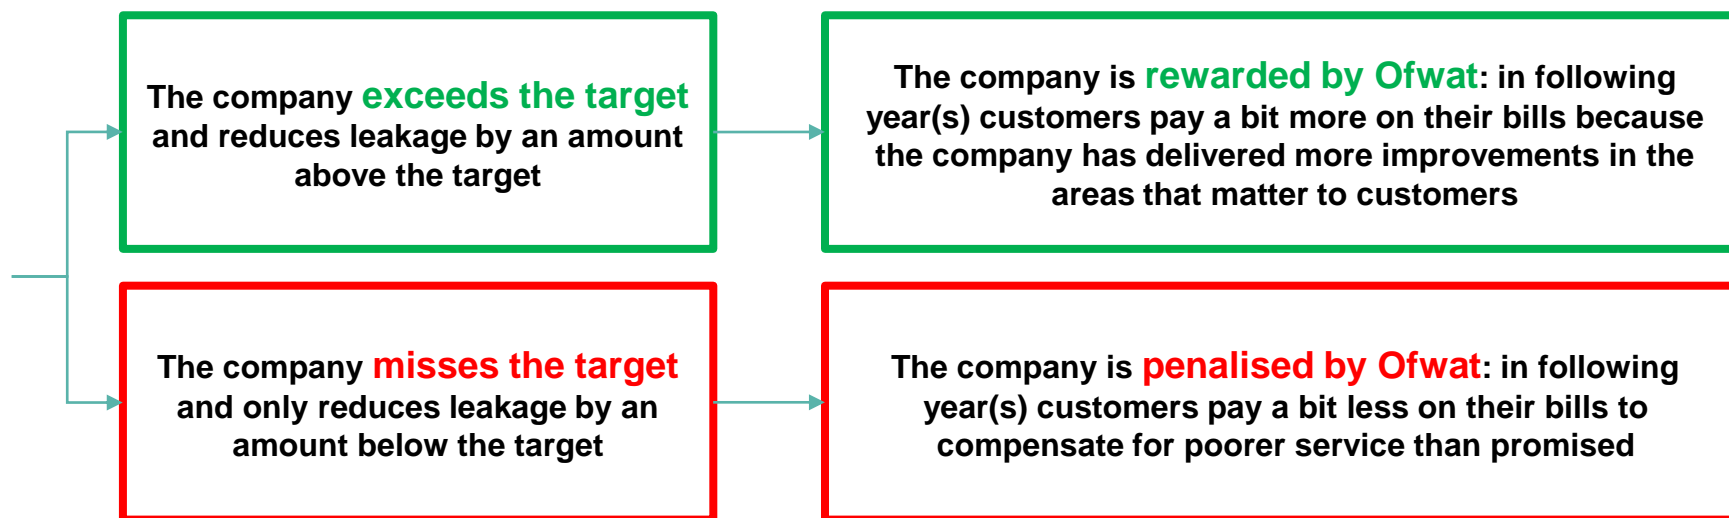 The company exceeds the target
and reduces leakage by an amount
above the target
The company is rewarded by Ofwat: in following
year(s) customers pay a bit more on their bills because
the company has delivered more improvements in the
areas that matter to customers
The company misses the target
and only reduces leakage by an
amount below the target
The company is penalised by Ofwat: in following
year(s) customers pay a bit less on their bills to
compensate for poorer service than promised